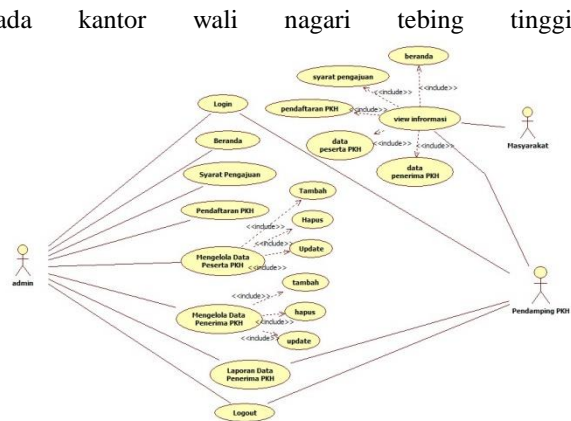 ada kantor wali nagari tebing tinggi
beranda
syarat pengajuan
<<include>>
<<include>>
pendaftaran PKH
<<include>>
view infrormasi
Login
Masyarakat
<<include>>
<<include>>
data
peserta PKH
data
penerima PKH
Beranda
Syarat Pengajuan
Tambah
Pendaftaran PKH
Hapus
<<include>>
<<include>>
Update
Mengelola Data
Peserta PKH
<<include>>
admin
tambah
<<include>>
Pendamping PKH
Mengelola Data
Penerima PKH
<<include>>
hapus
<<include>>
update
Laporan Data
Penerima PKH
Logout